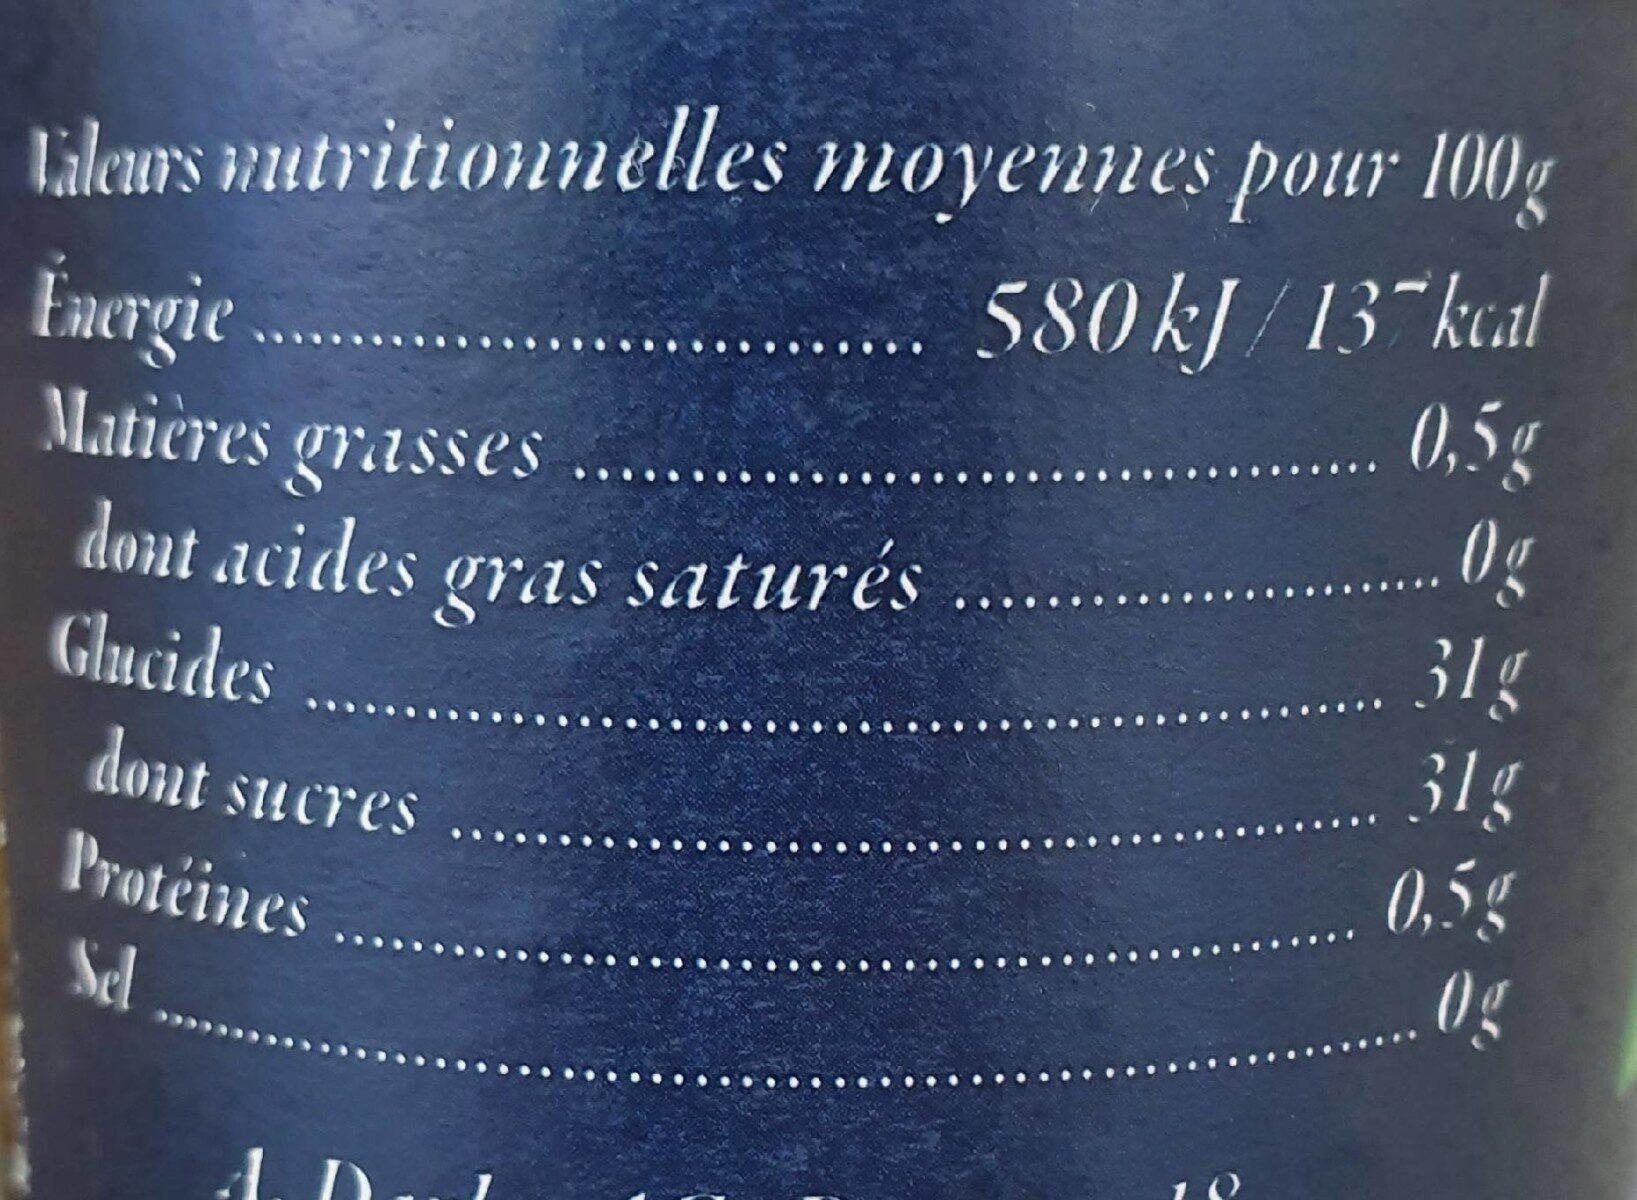 Valeurs nutritionnelles moyennes pour 100g
Énergie ................................ 580 kJ / 137 kcal
Matières grasses ...................................... 0,5g
dont acides gras saturés ........................ 0g
Glucides .................................................... 31g
dont sucres ............................................. 31g
Protéines ................................................. 0,5g
Sel ............................................................... 0g
A.